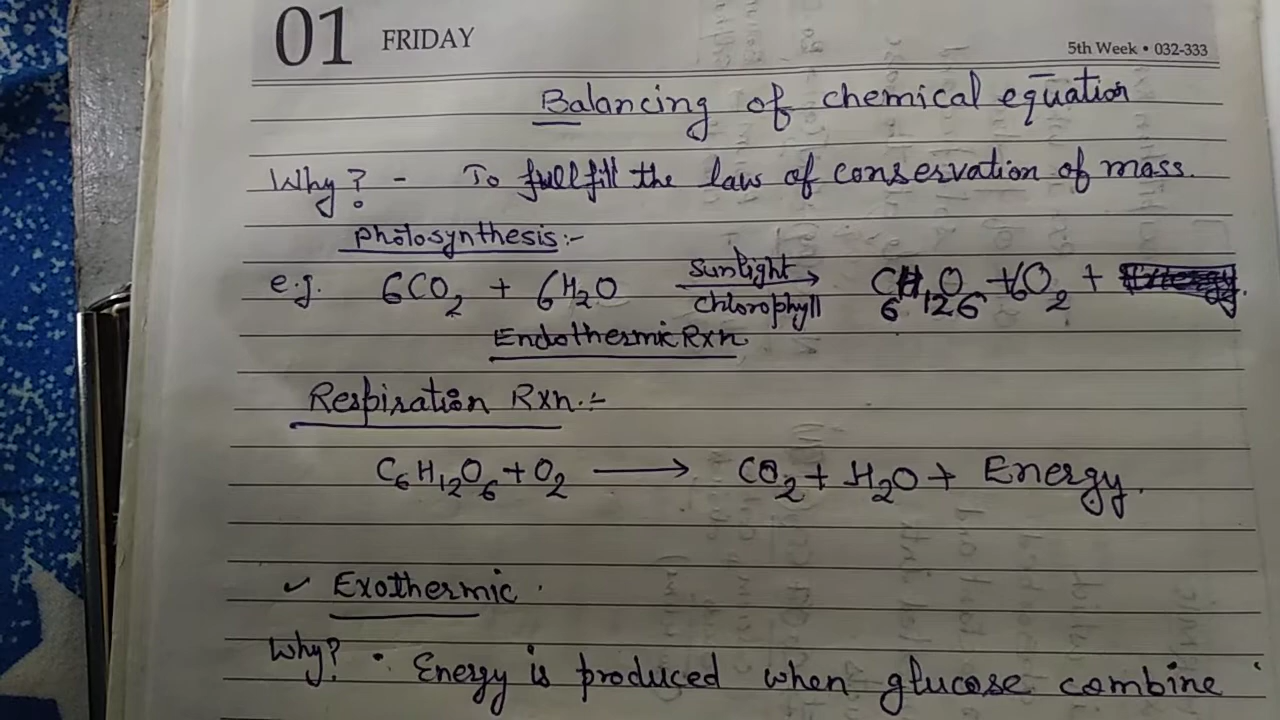 01 FRIDAY 5th Week • 032-333
Balancing of chemical equation
Why? - To fullfill the law of conservation of mass.
Photosynthesis:-
e.g. 6CO₂ + 6H₂O Sunlight → Chlorophyll C₆H₁₂O₆ + 6O₂ +
Endothermic Rxn
Respiration Rxn:-
C₆H₁₂O₆ + O₂ → CO₂ + H₂O + Energy.
✓ Exothermic.
Why? • Energy is produced when glucose combine